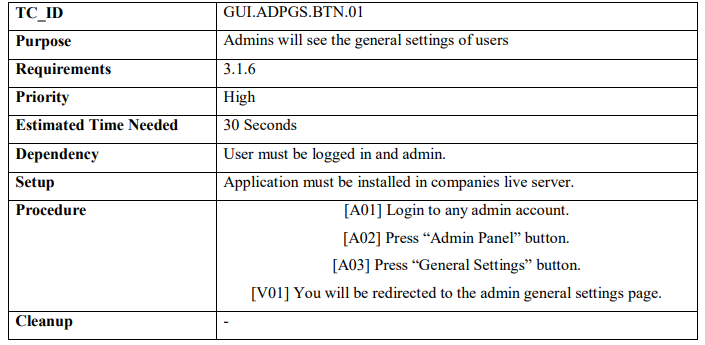 TC_ID GUI.ADPGS.BTN.01
Purpose Admins will see the general settings of users
Requirements 3.1.6
Priority High
Estimated Time Needed 30 Seconds
Dependency User must be logged in and admin.
Setup Application must be installed in companies live server.
Procedure [A01] Login to any admin account.
[A02] Press “Admin Panel” button.
[A03] Press “General Settings” button.
[V01] You will be redirected to the admin general settings page.
Cleanup -